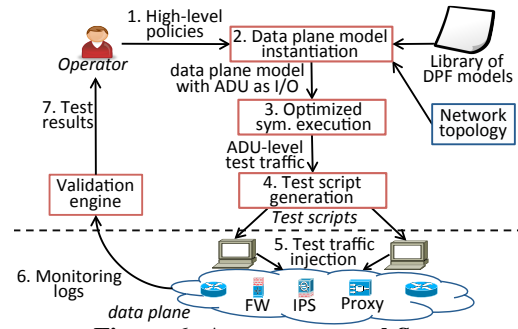 1. High-level
policies
Operator
2. Data plane model
instantiation
Library of
DPF models
data plane model
with ADU as I/O
7. Test
results
3. Optimized
sym. execution
Network
topology
ADU-level
test traffic
Validation
engine
4. Test script
generation
Test scripts
5. Test traffic
injection
6. Monitoring
logs
FW
IPS
Proxy
data plane